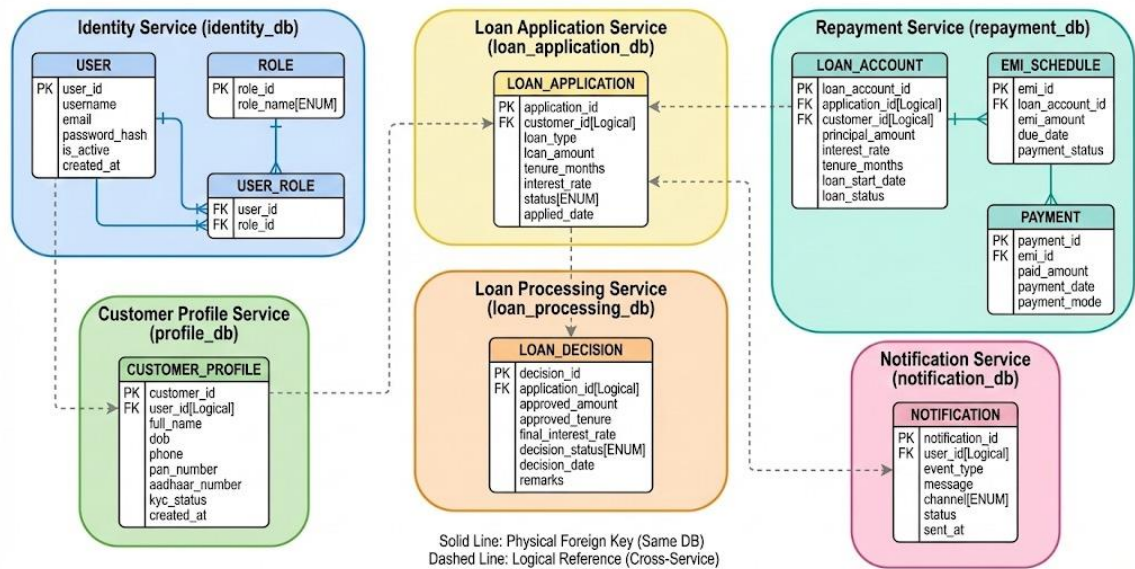 Identity Service (identity_db)
USER
PK user_id
username
email
password_hash
is_active
created_at
ROLE
PK role_id
role_name[ENUM]
USER_ROLE
FK user_id
FK role_id
Customer Profile Service
(profile_db)
CUSTOMER_PROFILE
PK customer_id
FK user_id[Logical]
full_name
dob
phone
pan_number
aadhaar_number
kyc_status
created_at
Loan Application Service
(loan_application_db)
LOAN_APPLICATION
PK application_id
FK customer_id[Logical]
loan_type
loan_amount
tenure_months
interest_rate
status[ENUM]
applied_date
Loan Processing Service
(loan_processing_db)
LOAN_DECISION
PK decision_id
FK application_id[Logical]
approved_amount
approved_tenure
final_interest_rate
decision_status[ENUM]
decision_date
remarks
Repayment Service (repayment_db)
LOAN_ACCOUNT
PK loan_account_id
FK application_id[Logical]
FK customer_id[Logical]
principal_amount
interest_rate
tenure_months
loan_start_date
loan_status
EMI_SCHEDULE
PK emi_id
FK loan_account_id
emi_amount
due_date
payment_status
PAYMENT
PK payment_id
FK emi_id
paid_amount
payment_date
payment_mode
Notification Service
(notification_db)
NOTIFICATION
PK notification_id
FK user_id[Logical]
event_type
message
channel[ENUM]
status
sent_at
Solid Line: Physical Foreign Key (Same DB)
Dashed Line: Logical Reference (Cross-Service)